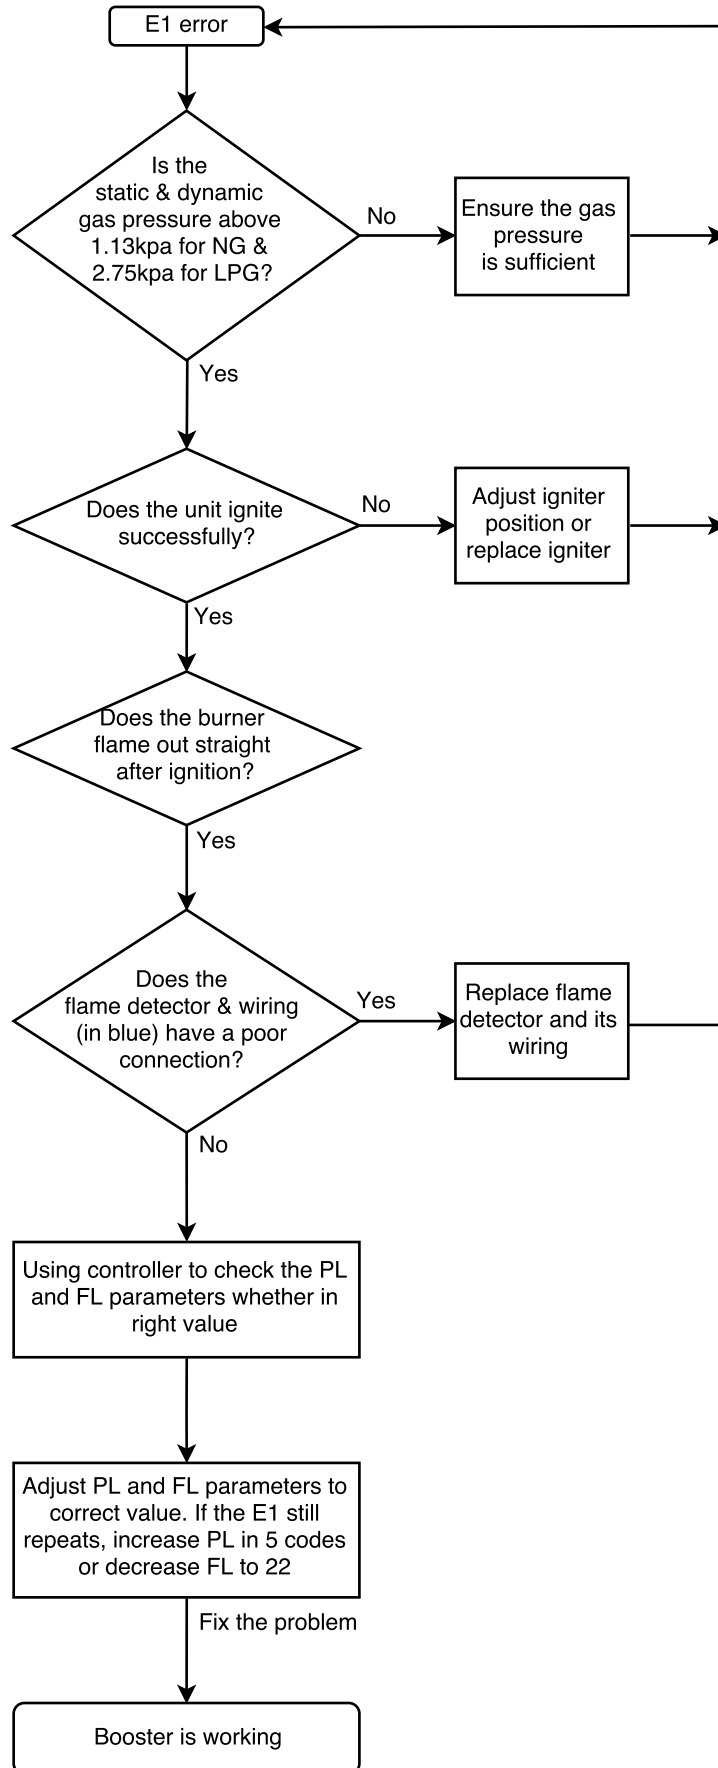 E1 error
Is the
static & dynamic
gas pressure above
1.13kpa for NG &
2.75kpa for LPG?
No
Ensure the gas
pressure
is sufficient
Yes
Does the unit ignite
successfully?
No
Adjust igniter
position or
replace igniter
Yes
Does the burner
flame out straight
after ignition?
Yes
Does the
flame detector & wiring
(in blue) have a poor
connection?
Yes
Replace flame
detector and its
wiring
No
Using controller to check the PL
and FL parameters whether in
right value
Adjust PL and FL parameters to
correct value. If the E1 still
repeats, increase PL in 5 codes
or decrease FL to 22
Fix the problem
Booster is working